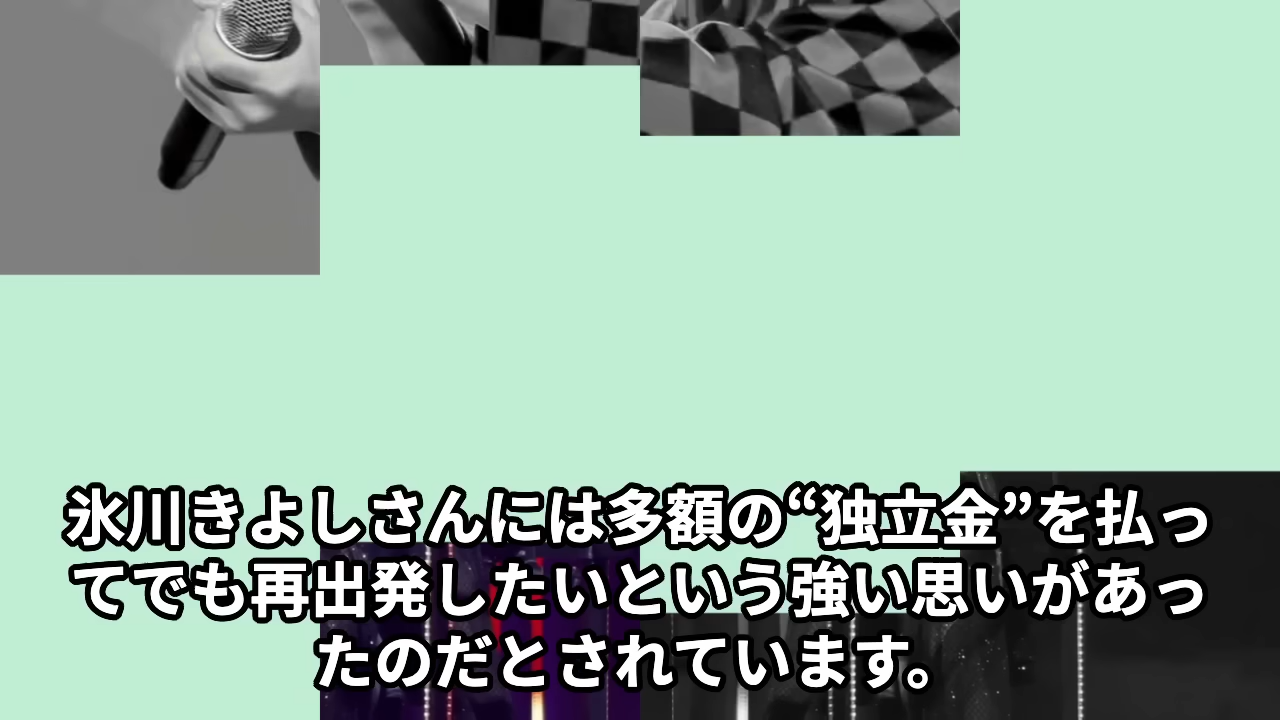 氷川きよしさんには多額の“独立金”を払っ
てでも再出発したいという強い思いがあっ
たのだとされています。